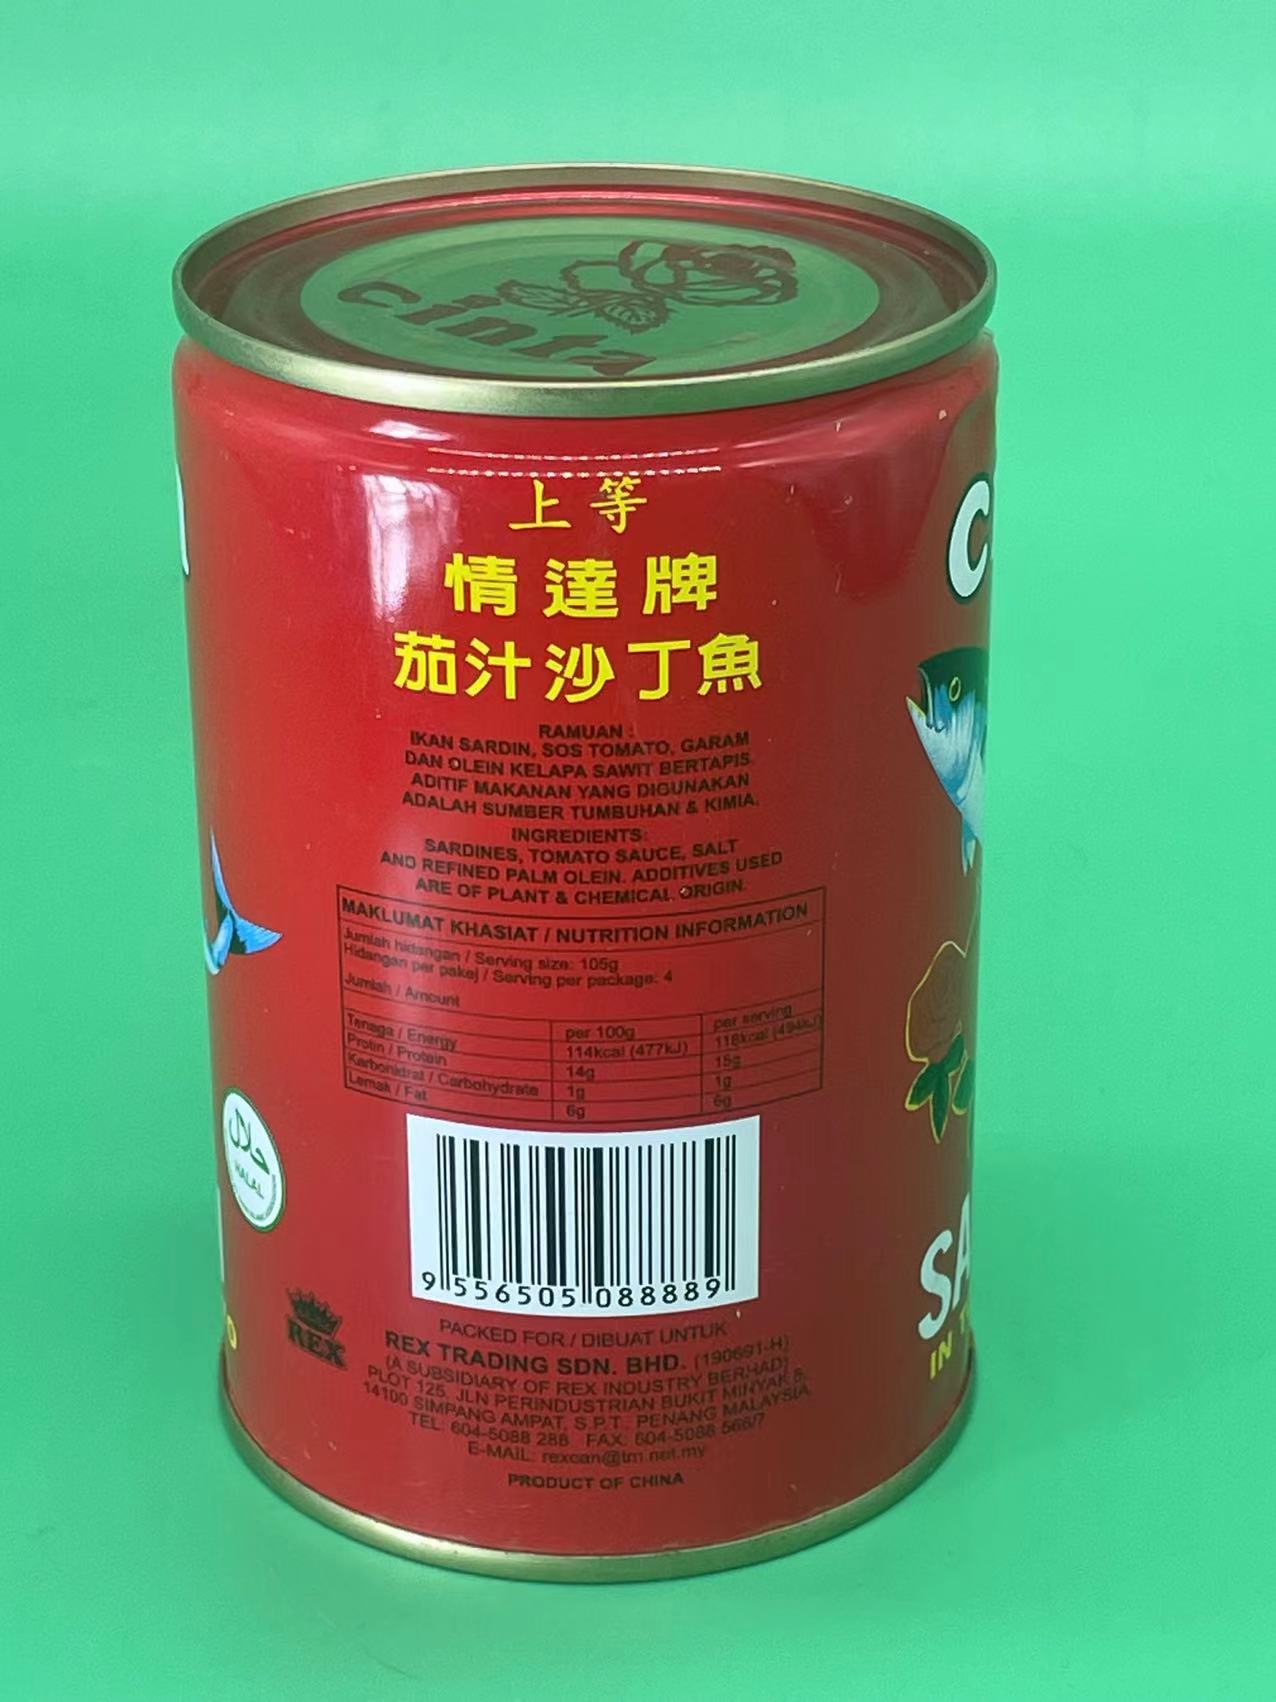 Cinta
上等
情達牌
茄汁沙丁魚
RAMUAN :
IKAN SARDIN, SOS TOMATO, GARAM
DAN OLEIN KELAPA SAWIT BERTAPIS.
ADITIF MAKANAN YANG DIGUNAKAN
ADALAH SUMBER TUMBUHAN & KIMIA.
INGREDIENTS:
SARDINES, TOMATO SAUCE, SALT
AND REFINED PALM OLEIN. ADDITIVES USED
ARE OF PLANT & CHEMICAL ORIGIN.
MAKLUMAT KHASIAT / NUTRITION INFORMATION
Jumlah hidangan / Serving size: 105g
Hidangan per pakej / Serving per package: 4
Jumlah / Amount
per 100g per serving
Tenaga / Energy 114kcal (477kJ) 118kcal (494kJ)
Protin / Protein 14g 15g
Karbohidrat / Carbohydrate 1g 1g
Lemak / Fat 6g 6g
حلال
HALAL
9 556505 088889
REX
PACKED FOR / DIBUAT UNTUK
REX TRADING SDN. BHD. (190691-H)
(A SUBSIDIARY OF REX INDUSTRY BERHAD)
PLOT 125, JLN PERINDUSTRIAN BUKIT MINYAK 5,
14100 SIMPANG AMPAT, S.P.T. PENANG MALAYSIA.
TEL: 604-5088 288 FAX: 604-5088 566/7
E-MAIL: rexcan@tm.net.my
PRODUCT OF CHINA
C
SA
IN T